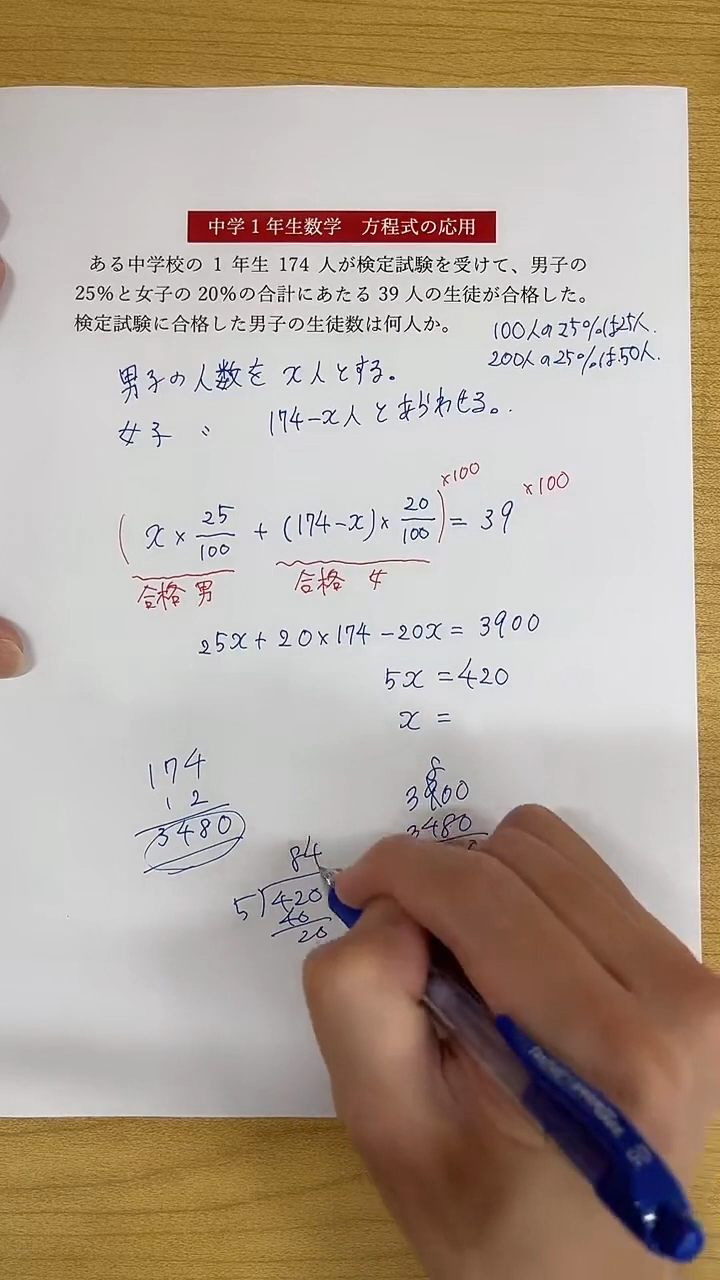 中学1年生数学 方程式の応用
ある中学校の 1 年生 174 人が検定試験を受けて、男子の
25%と女子の 20%の合計にあたる 39 人の生徒が合格した。
検定試験に合格した男子の生徒数は何人か。
100人の25%は25人.
200人の25%は50人.
男子の人数を x人とする。
女子 〃 174-x人とあらわせる。
(x × 25/100 + (174-x) × 20/100)×100 = 39 ×100
合格 男 合格 女
25x + 20×174 - 20x = 3900
5x = 420
x =
174
12
3480
8
3900
3480
84
5)420
40
20